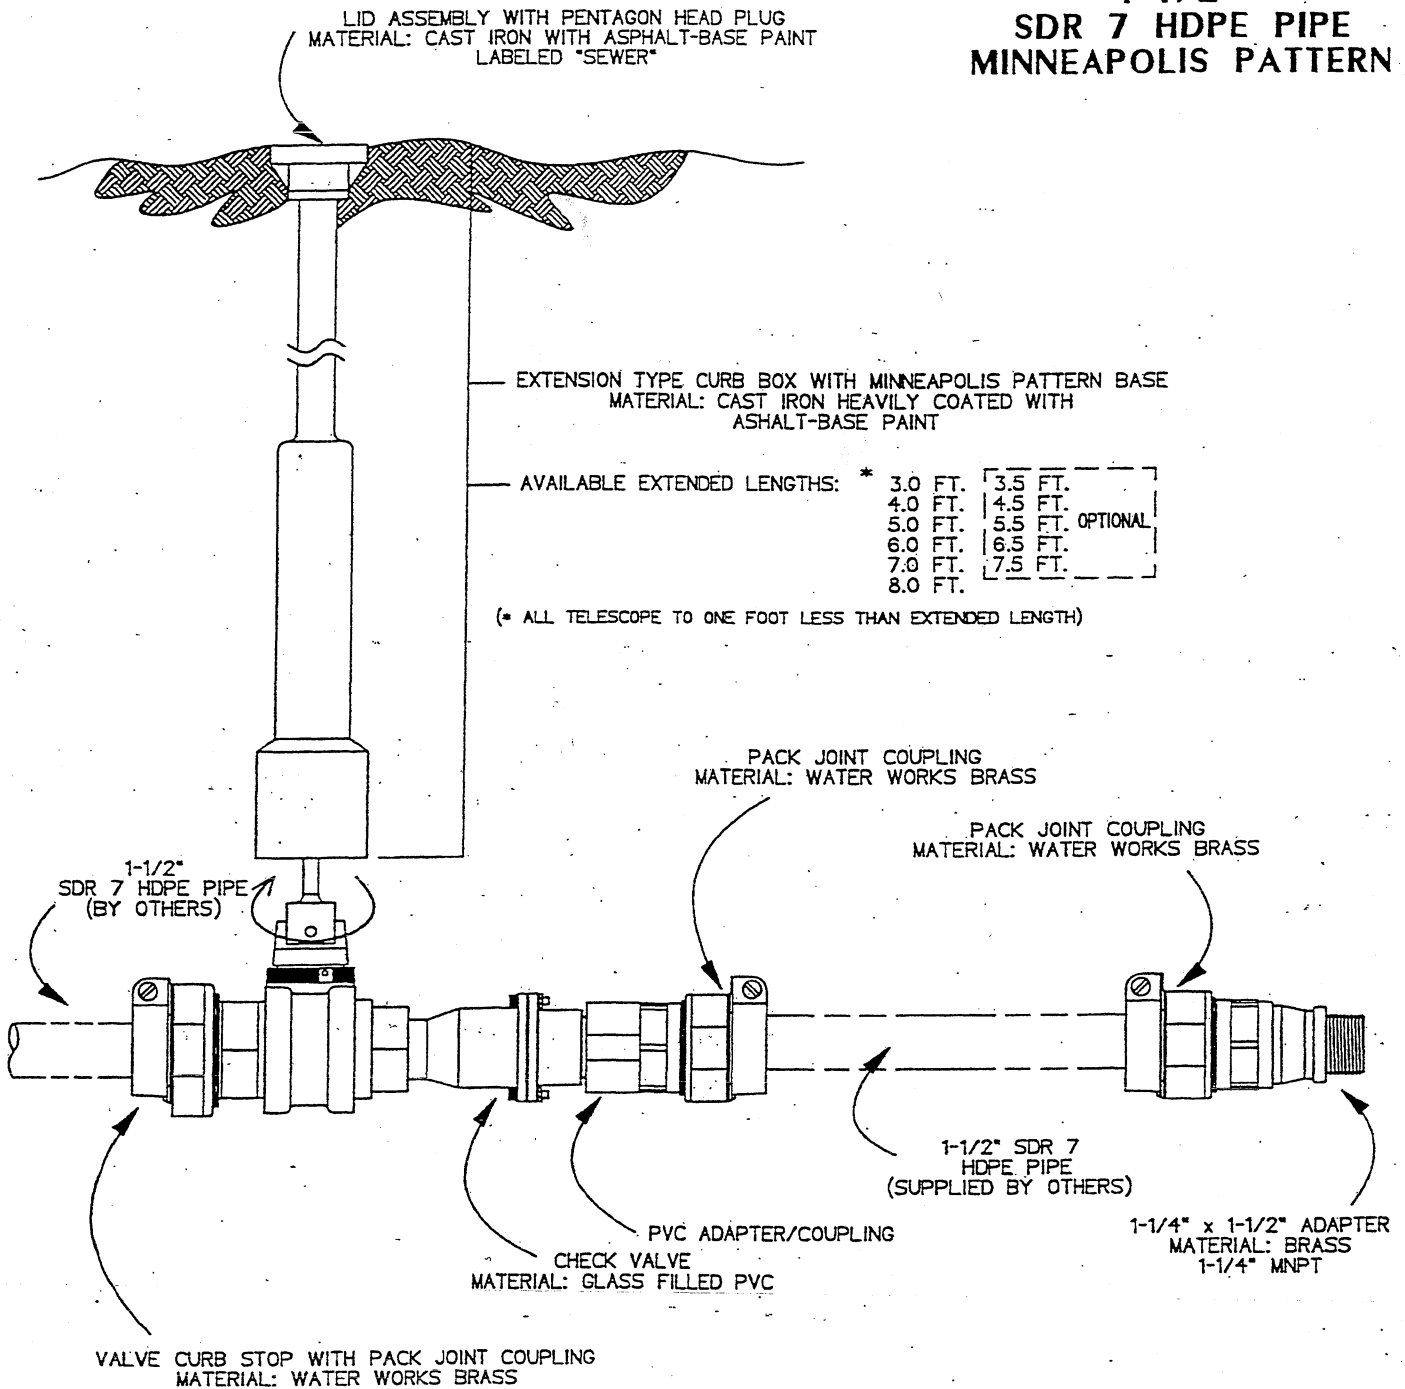 LID ASSEMBLY WITH PENTAGON HEAD PLUG
MATERIAL: CAST IRON WITH ASPHALT-BASE PAINT
LABELED "SEWER"
SDR 7 HDPE PIPE
MINNEAPOLIS PATTERN
EXTENSION TYPE CURB BOX WITH MINNEAPOLIS PATTERN BASE
MATERIAL: CAST IRON HEAVILY COATED WITH
ASHALT-BASE PAINT
AVAILABLE EXTENDED LENGTHS: * 3.0 FT. 3.5 FT.
4.0 FT. 4.5 FT.
5.0 FT. 5.5 FT. OPTIONAL
6.0 FT. 6.5 FT.
7.0 FT. 7.5 FT.
8.0 FT.
(* ALL TELESCOPE TO ONE FOOT LESS THAN EXTENDED LENGTH)
PACK JOINT COUPLING
MATERIAL: WATER WORKS BRASS
PACK JOINT COUPLING
MATERIAL: WATER WORKS BRASS
1-1/2"
SDR 7 HDPE PIPE
(BY OTHERS)
1-1/2" SDR 7
HDPE PIPE
(SUPPLIED BY OTHERS)
1-1/4" x 1-1/2" ADAPTER
MATERIAL: BRASS
1-1/4" MNPT
PVC ADAPTER/COUPLING
CHECK VALVE
MATERIAL: GLASS FILLED PVC
VALVE CURB STOP WITH PACK JOINT COUPLING
MATERIAL: WATER WORKS BRASS